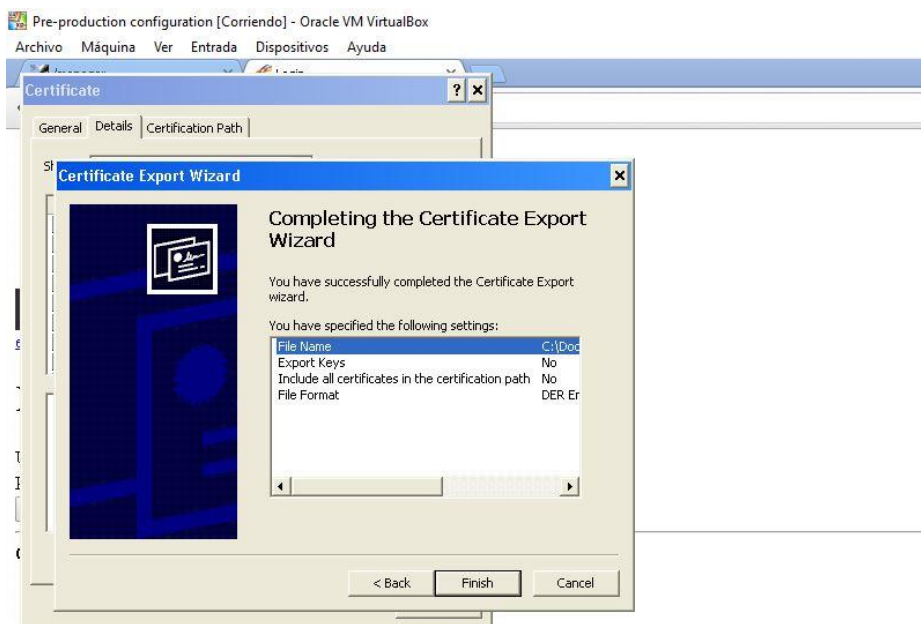 Pre-production configuration [Corriendo] - Oracle VM VirtualBox
Archivo Máquina Ver Entrada Dispositivos Ayuda
Certificate
General Details Certification Path
Certificate Export Wizard
Completing the Certificate Export
Wizard
You have successfully completed the Certificate Export
wizard.
You have specified the following settings:
File Name C:\Doc
Export Keys No
Include all certificates in the certification path No
File Format DER Er
< Back Finish Cancel